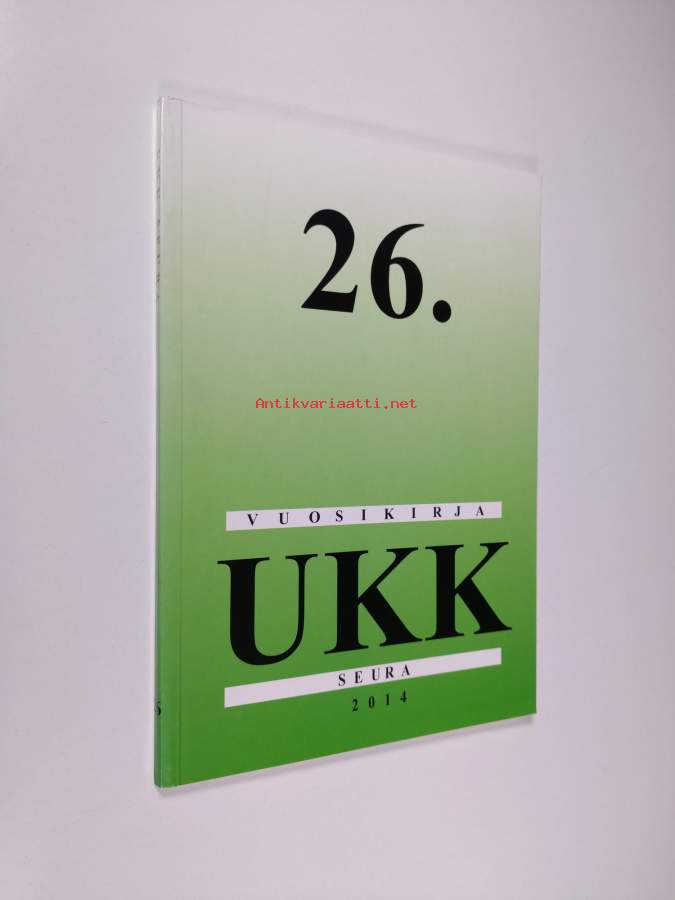 26.
Antikvariaatti.net
VUOSIKIRJA
UKK
SEURA
2014